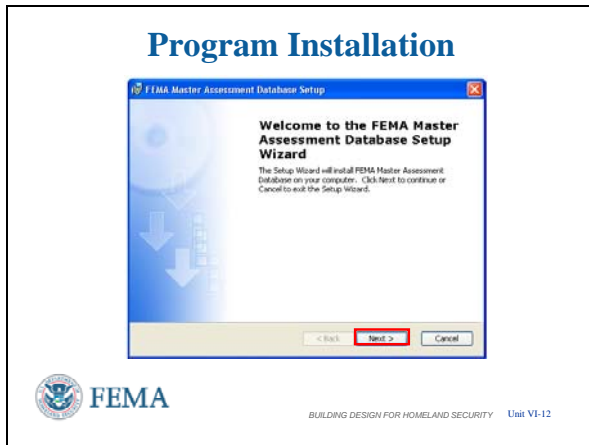 Program Installation
FEMA Master Assessment Database Setup
Welcome to the FEMA Master
Assessment Database Setup
Wizard
The Setup Wizard will install FEMA Master Assessment
Database on your computer. Click Next to continue or
Cancel to exit the Setup Wizard.
< Back Next > Cancel
FEMA
BUILDING DESIGN FOR HOMELAND SECURITY Unit VI-12